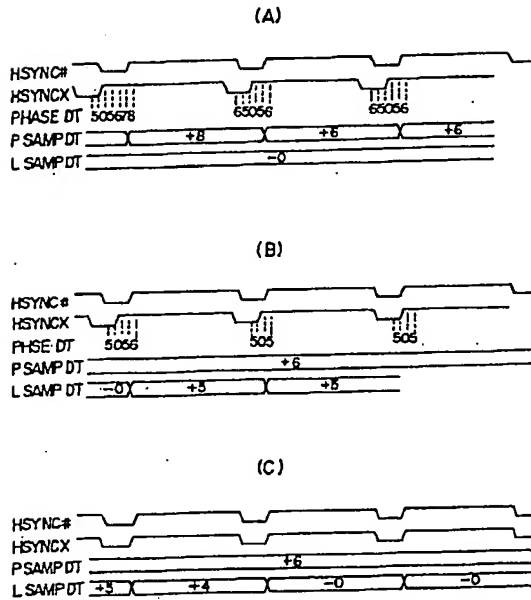 (A)
HSYNC#
HSYNCX
505678 65056 65056
PHASE DT
P SAMP DT +8 +6 +6
L SAMP DT -0
(B)
HSYNC#
HSYNCX
5056 505 505
PHSE DT
P SAMP DT +6
L SAMP DT -0 +5 +5
(C)
HSYNC#
HSYNCX
P SAMP DT +6
L SAMP DT +5 +4 -0 -0